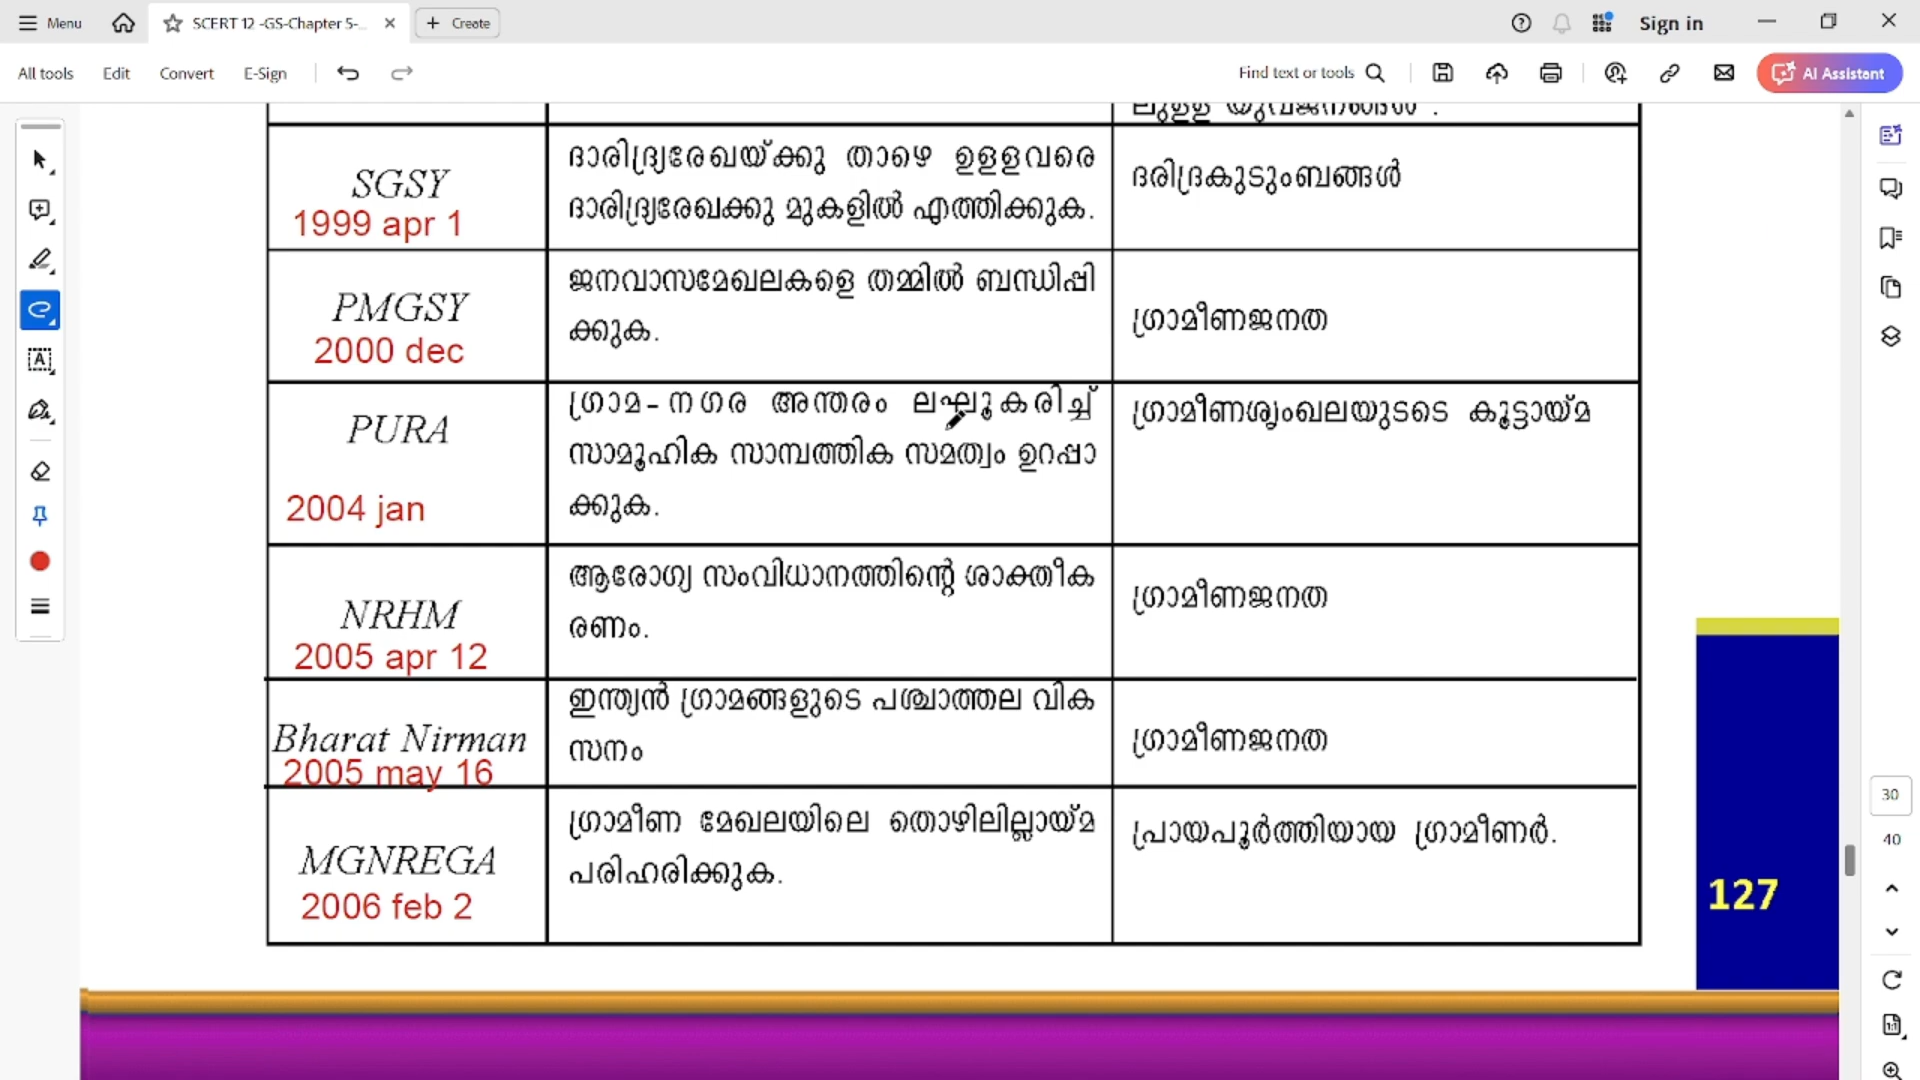 Menu
SCERT 12 -GS-Chapter 5-...
Create
Sign in
All tools
Edit
Convert
E-Sign
Find text or tools
AI Assistant
ലുള്ള യുവജനങ്ങൾ .
SGSY
1999 apr 1
ദാരിദ്ര്യരേഖയ്ക്കു താഴെ ഉള്ളവരെ
ദാരിദ്ര്യരേഖക്കു മുകളിൽ എത്തിക്കുക.
ദരിദ്രകുടുംബങ്ങൾ
PMGSY
2000 dec
ജനവാസമേഖലകളെ തമ്മിൽ ബന്ധിപ്പി
ക്കുക.
ഗ്രാമീണജനത
PURA
2004 jan
ഗ്രാമ-നഗര അന്തരം ലഘൂകരിച്ച്
സാമൂഹിക സാമ്പത്തിക സമത്വം ഉറപ്പാ
ക്കുക.
ഗ്രാമീണശൃംഖലയുടടെ കൂട്ടായ്മ
NRHM
2005 apr 12
ആരോഗ്യ സംവിധാനത്തിന്റെ ശാക്തീക
രണം.
ഗ്രാമീണജനത
Bharat Nirman
2005 may 16
ഇന്ത്യൻ ഗ്രാമങ്ങളുടെ പശ്ചാത്തല വിക
സനം
ഗ്രാമീണജനത
MGNREGA
2006 feb 2
ഗ്രാമീണ മേഖലയിലെ തൊഴിലില്ലായ്മ
പരിഹരിക്കുക.
പ്രായപൂർത്തിയായ ഗ്രാമീണർ.
127
30
40